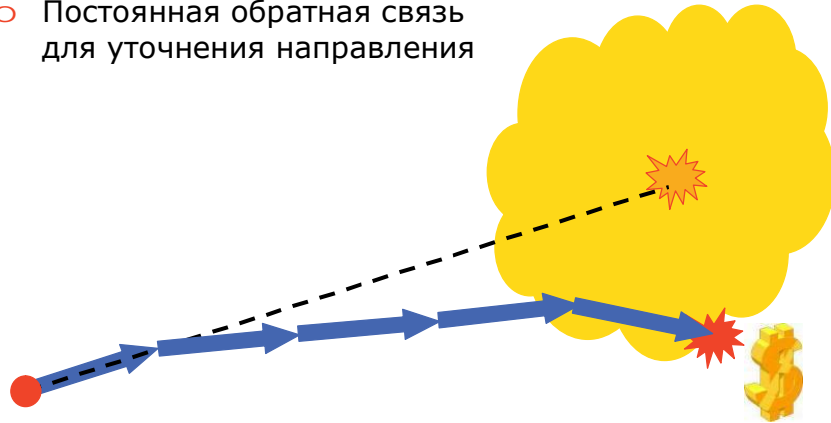 Постоянная обратная связь
для уточнения направления